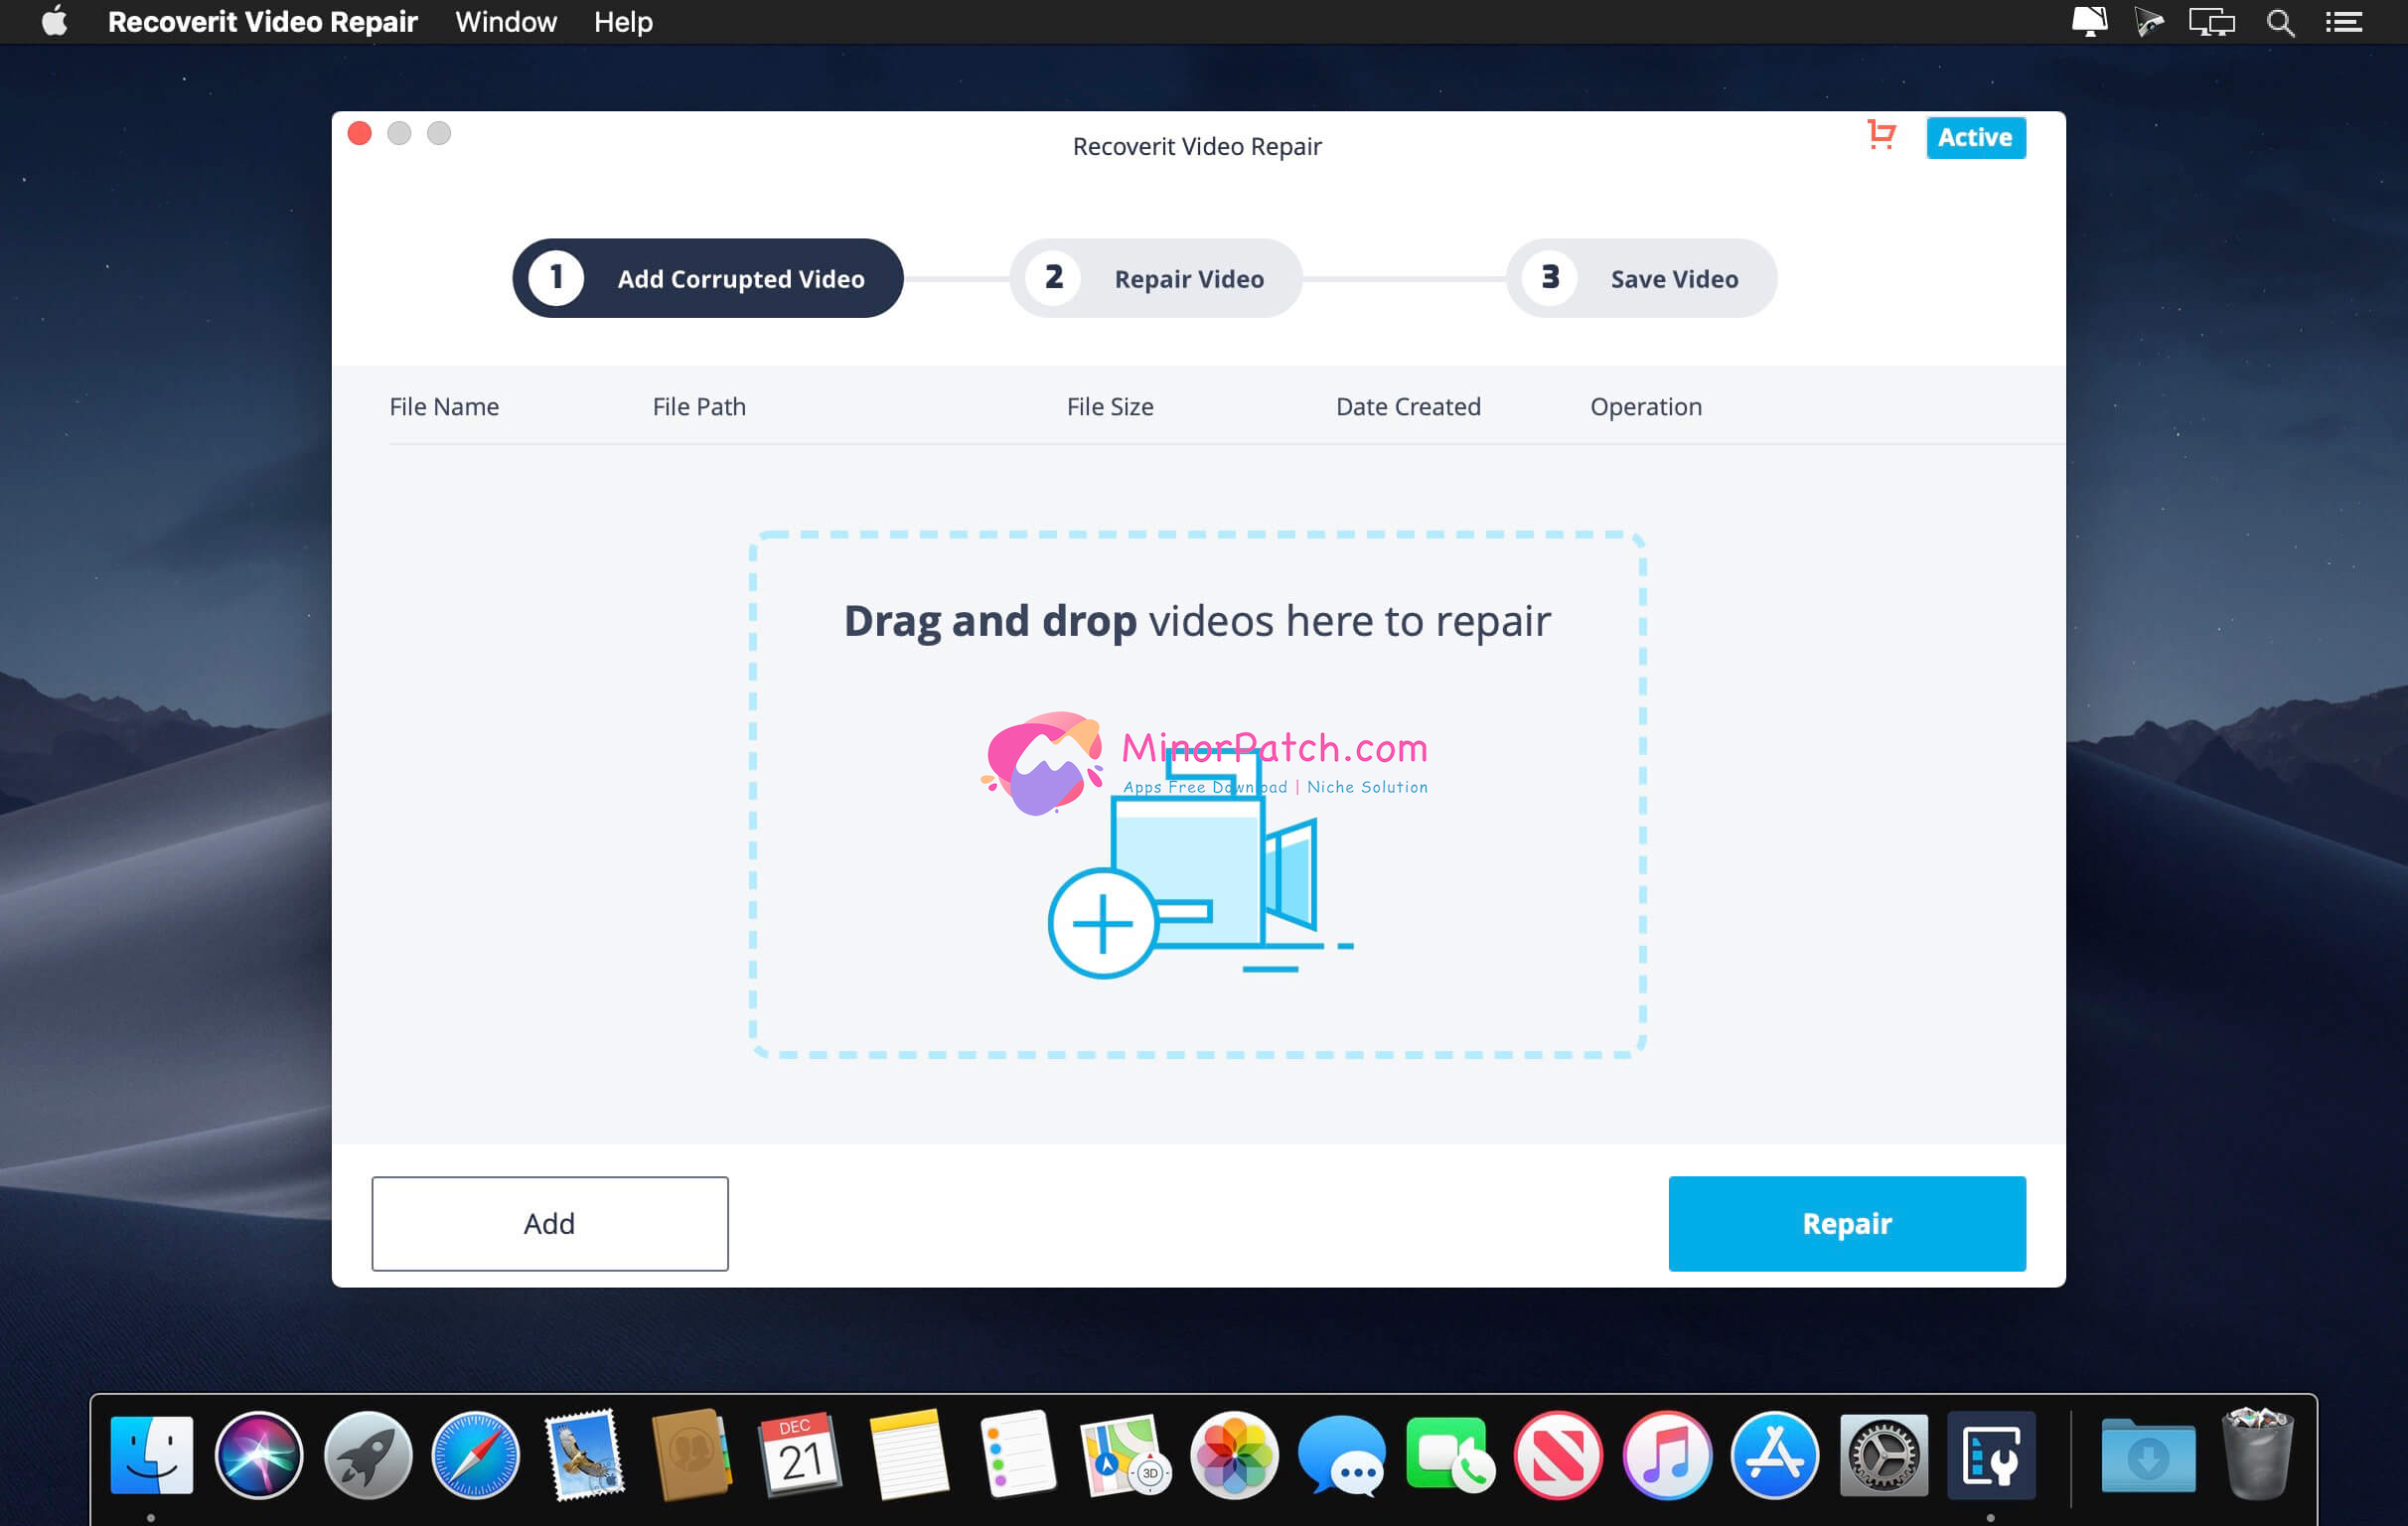 Recoverit Video Repair Window Help
Recoverit Video Repair
Active
1 Add Corrupted Video 2 Repair Video 3 Save Video
File Name File Path File Size Date Created Operation
Drag and drop videos here to repair
MinorPatch.com
Apps Free Download | Niche Solution
Add Repair
DEC
21
3D